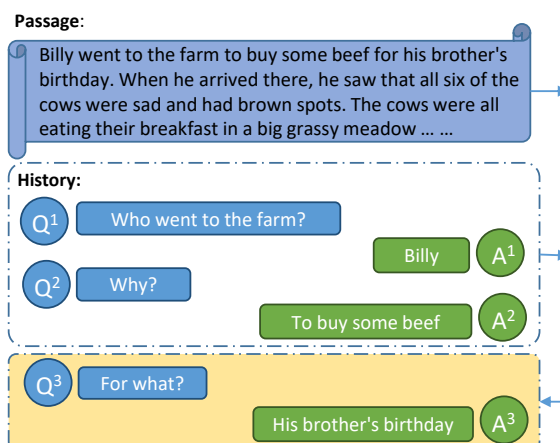 Passage:
Billy went to the farm to buy some beef for his brother's
birthday. When he arrived there, he saw that all six of the
cows were sad and had brown spots. The cows were all
eating their breakfast in a big grassy meadow … …
History:
Q1 Who went to the farm?
Billy A1
Q2 Why?
To buy some beef A2
Q3 For what?
His brother's birthday A3